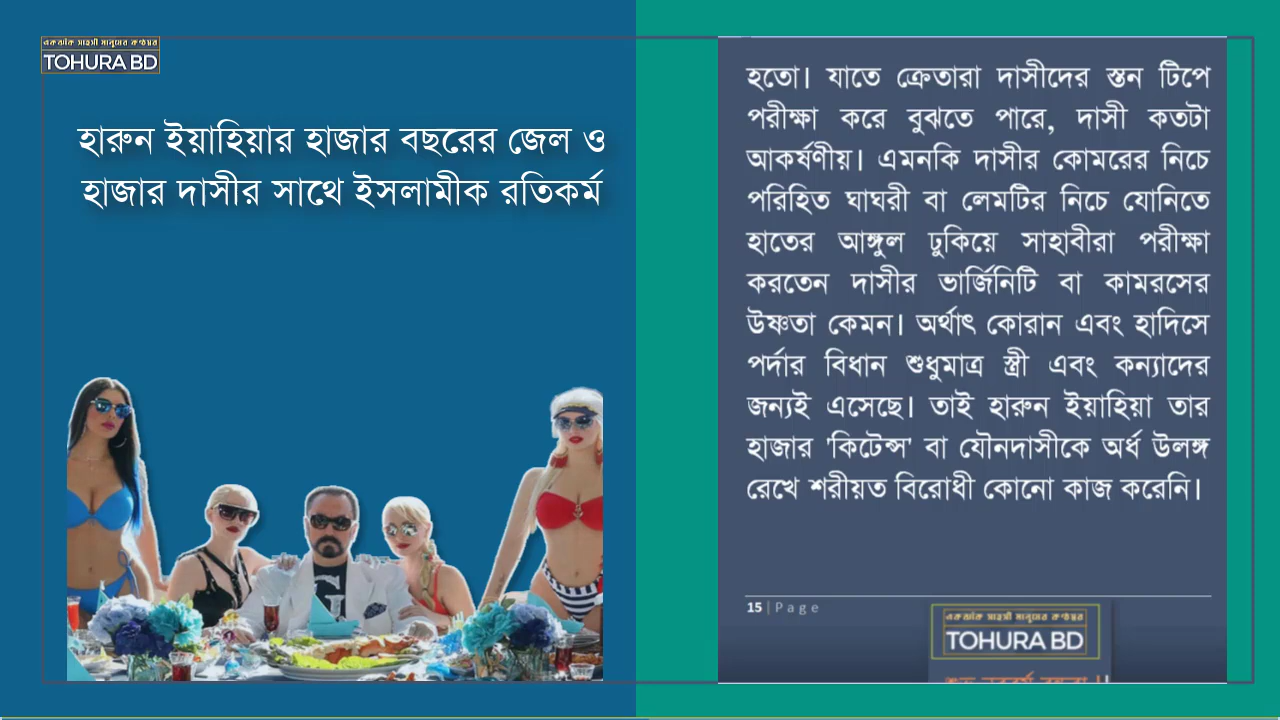 একঝাঁক সাহসী মানুষের কণ্ঠস্বর
TOHURA BD
হারুন ইয়াহিয়ার হাজার বছরের জেল ও
হাজার দাসীর সাথে ইসলামীক রতিকর্ম
হতো। যাতে ক্রেতারা দাসীদের স্তন টিপে
পরীক্ষা করে বুঝতে পারে, দাসী কতটা
আকর্ষণীয়। এমনকি দাসীর কোমরের নিচে
পরিহিত ঘাঘরী বা লেমটির নিচে যোনিতে
হাতের আঙ্গুল ঢুকিয়ে সাহাবীরা পরীক্ষা
করতেন দাসীর ভার্জিনিটি বা কামরসের
উষ্ণতা কেমন। অর্থাৎ কোরান এবং হাদিসে
পর্দার বিধান শুধুমাত্র স্ত্রী এবং কন্যাদের
জন্যই এসেছে। তাই হারুন ইয়াহিয়া তার
হাজার 'কিটেন্স' বা যৌনদাসীকে অর্ধ উলঙ্গ
রেখে শরীয়ত বিরোধী কোনো কাজ করেনি।
15 | Page
একঝাঁক সাহসী মানুষের কণ্ঠস্বর
TOHURA BD